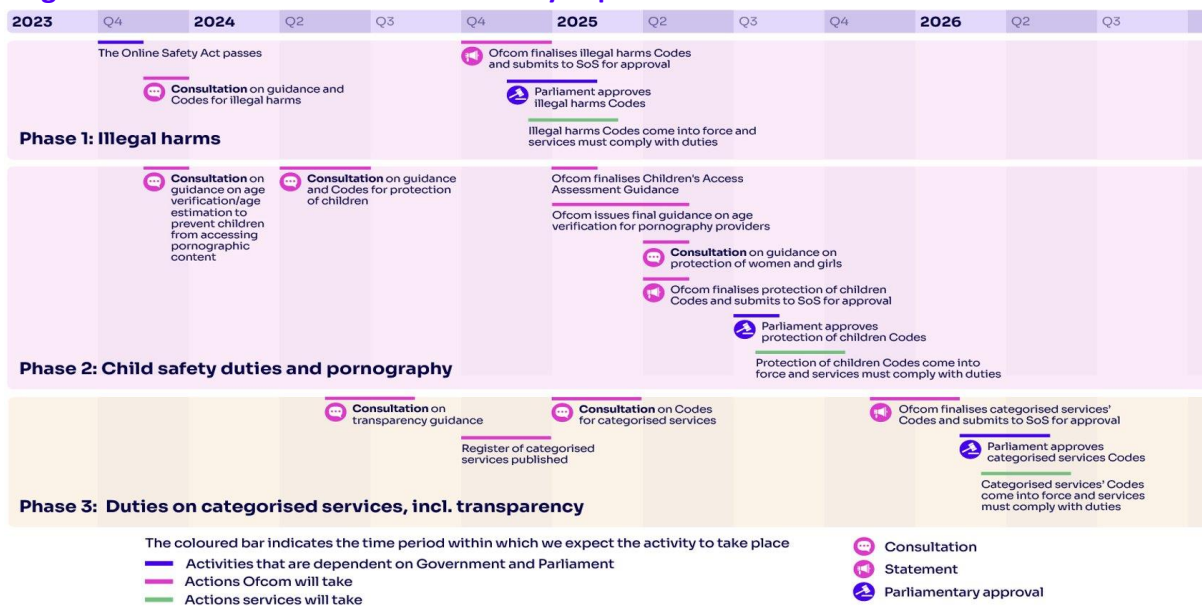 2023 Q4 2024 Q2 Q3 Q4 2025 Q2 Q3 Q4 2026 Q2 Q3
The Online Safety Act passes
Consultation on guidance and
Codes for illegal harms
Ofcom finalises illegal harms Codes
and submits to SoS for approval
Parliament approves
illegal harms Codes
Illegal harms Codes come into force and
services must comply with duties
Phase 1: Illegal harms
Consultation on
guidance on age
verification/age
estimation to
prevent children
from accessing
pornographic
content
Consultation on guidance
and Codes for protection
of children
Ofcom finalises Children's Access
Assessment Guidance
Ofcom issues final guidance on age
verification for pornography providers
Consultation on guidance on
protection of women and girls
Ofcom finalises protection of children
Codes and submits to SoS for approval
Parliament approves
protection of children Codes
Protection of children Codes come into
force and services must comply with duties
Phase 2: Child safety duties and pornography
Consultation on
transparency guidance
Register of categorised
services published
Consultation on Codes
for categorised services
Ofcom finalises categorised services'
Codes and submits to SoS for approval
Parliament approves
categorised services Codes
Categorised services' Codes
come into force and services
must comply with duties
Phase 3: Duties on categorised services, incl. transparency
The coloured bar indicates the time period within which we expect the activity to take place
Activities that are dependent on Government and Parliament
Actions Ofcom will take
Actions services will take
Consultation
Statement
Parliamentary approval